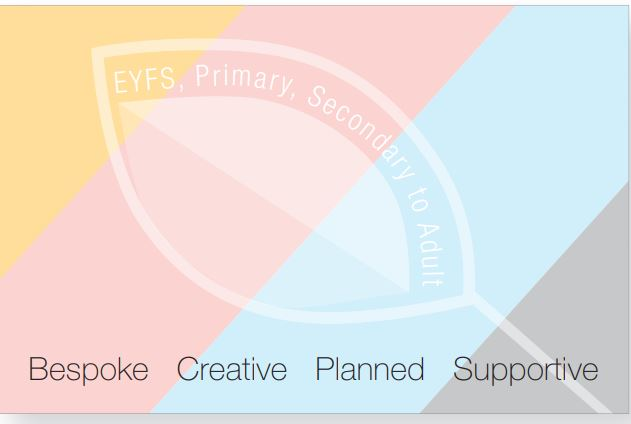 EYFS, Primary, Secondary to Adult
Bespoke Creative Planned Supportive